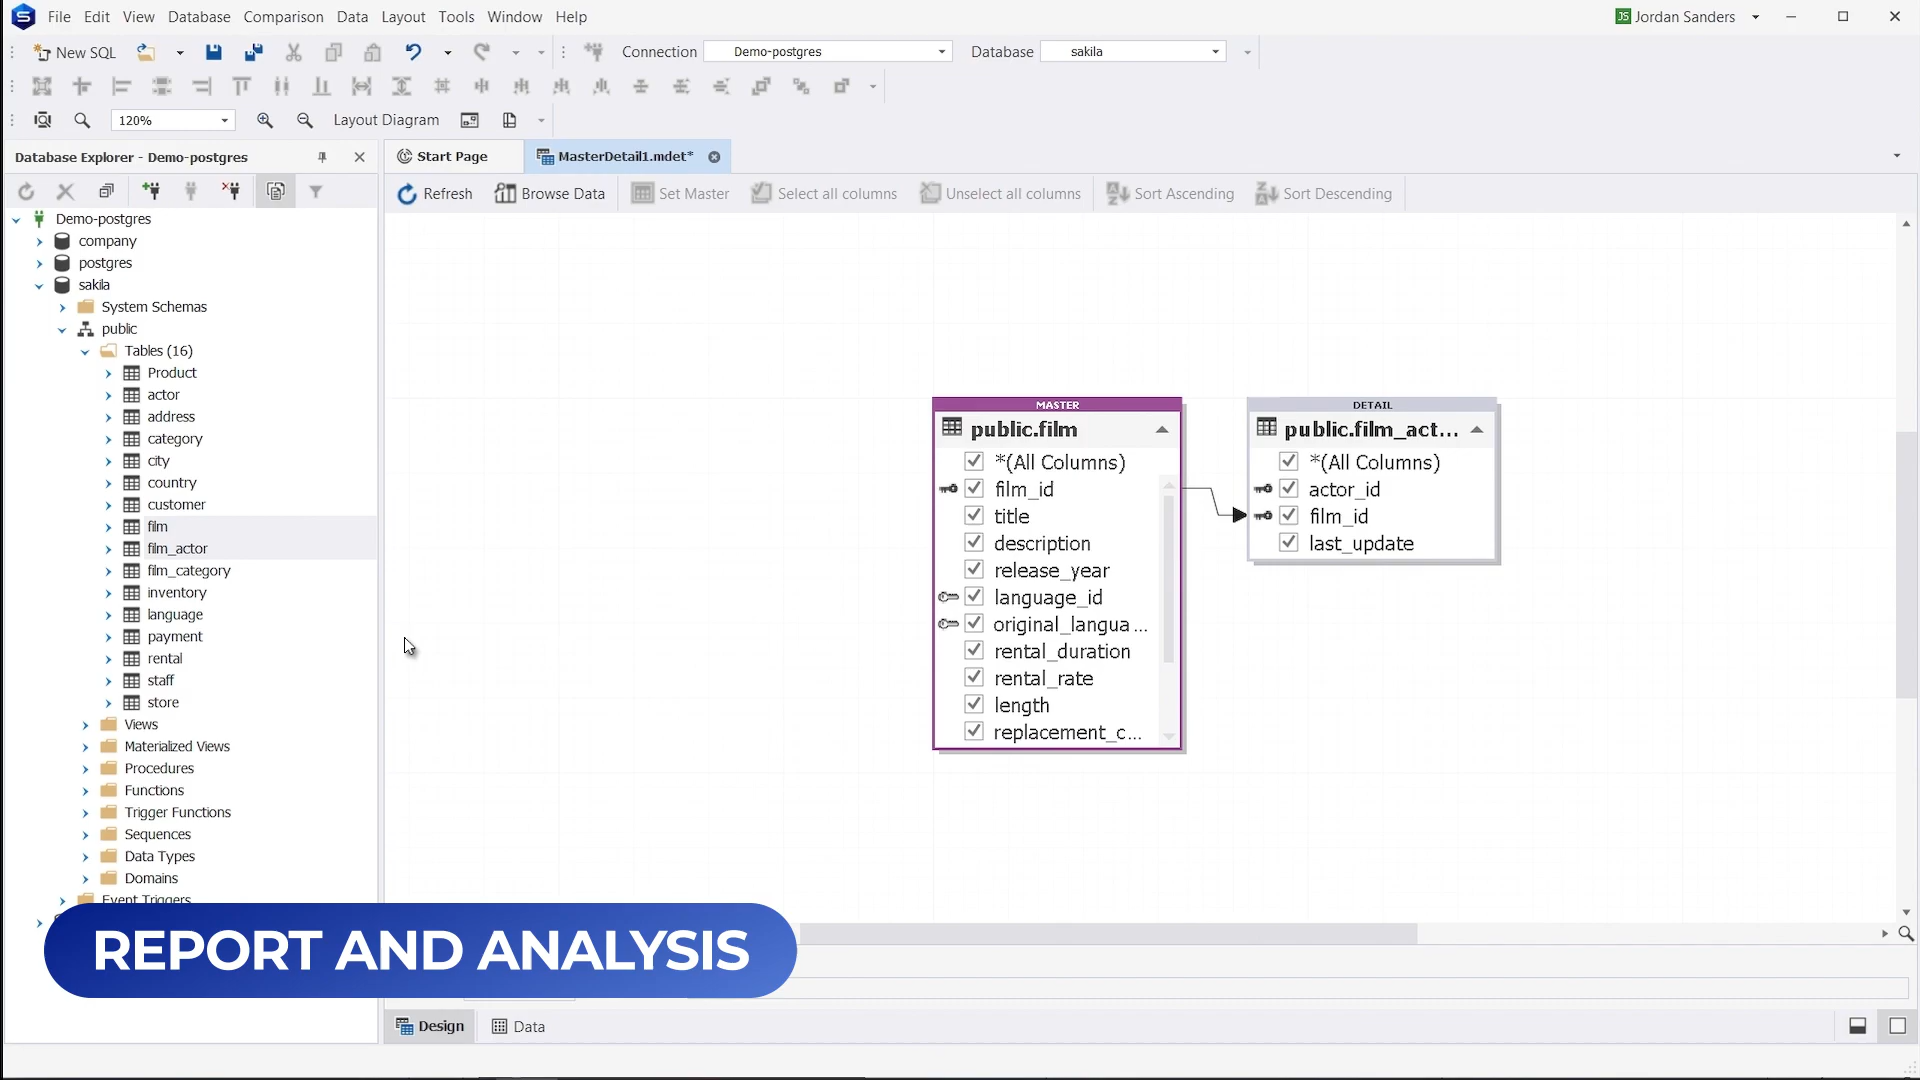 File Edit View Database Comparison Data Layout Tools Window Help
JS Jordan Sanders
New SQL Connection Demo-postgres Database sakila
120% Layout Diagram
Database Explorer - Demo-postgres
Start Page MasterDetail1.mdet*
Refresh Browse Data Set Master Select all columns Unselect all columns Sort Ascending Sort Descending
Demo-postgres
company
postgres
sakila
System Schemas
public
Tables (16)
Product
actor
address
category
city
country
customer
film
film_actor
film_category
inventory
language
payment
rental
staff
store
Views
Materialized Views
Procedures
Functions
Trigger Functions
Sequences
Data Types
Domains
Event Triggers
MASTER
public.film
*(All Columns)
film_id
title
description
release_year
language_id
original_langua...
rental_duration
rental_rate
length
replacement_c...
DETAIL
public.film_act...
*(All Columns)
actor_id
film_id
last_update
REPORT AND ANALYSIS
Design Data